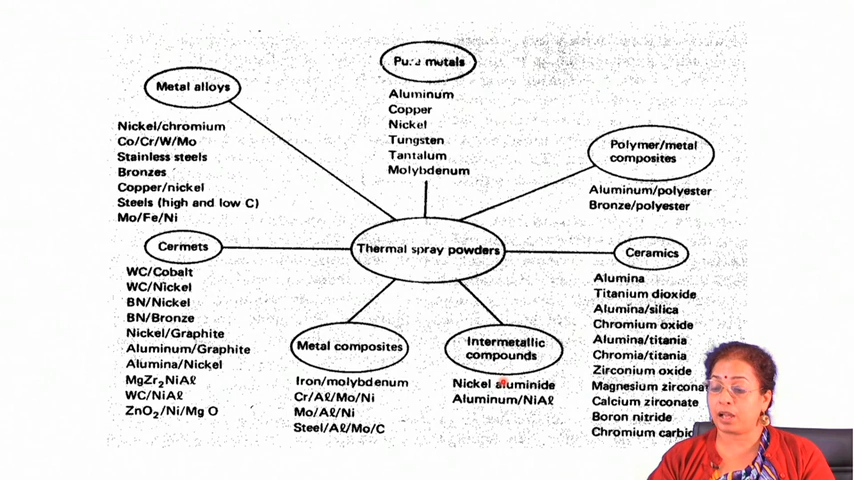 Pure metals
Aluminum
Copper
Nickel
Tungsten
Tantalum
Molybdenum
Metal alloys
Nickel/chromium
Co/Cr/W/Mo
Stainless steels
Bronzes
Copper/nickel
Steels (high and low C)
Mo/Fe/Ni
Polymer/metal
composites
Aluminum/polyester
Bronze/polyester
Thermal spray powders
Cermets
WC/Cobalt
WC/Nickel
BN/Nickel
BN/Bronze
Nickel/Graphite
Aluminum/Graphite
Alumina/Nickel
MgZr₂NiAℓ
WC/NiAℓ
ZnO₂/Ni/Mg O
Metal composites
Iron/molybdenum
Cr/Aℓ/Mo/Ni
Mo/Aℓ/Ni
Steel/Aℓ/Mo/C
Intermetallic
compounds
Nickel aluminide
Aluminum/NiAℓ
Ceramics
Alumina
Titanium dioxide
Alumina/silica
Chromium oxide
Alumina/titania
Chromia/titania
Zirconium oxide
Magnesium zircona
Calcium zirconate
Boron nitride
Chromium carbid